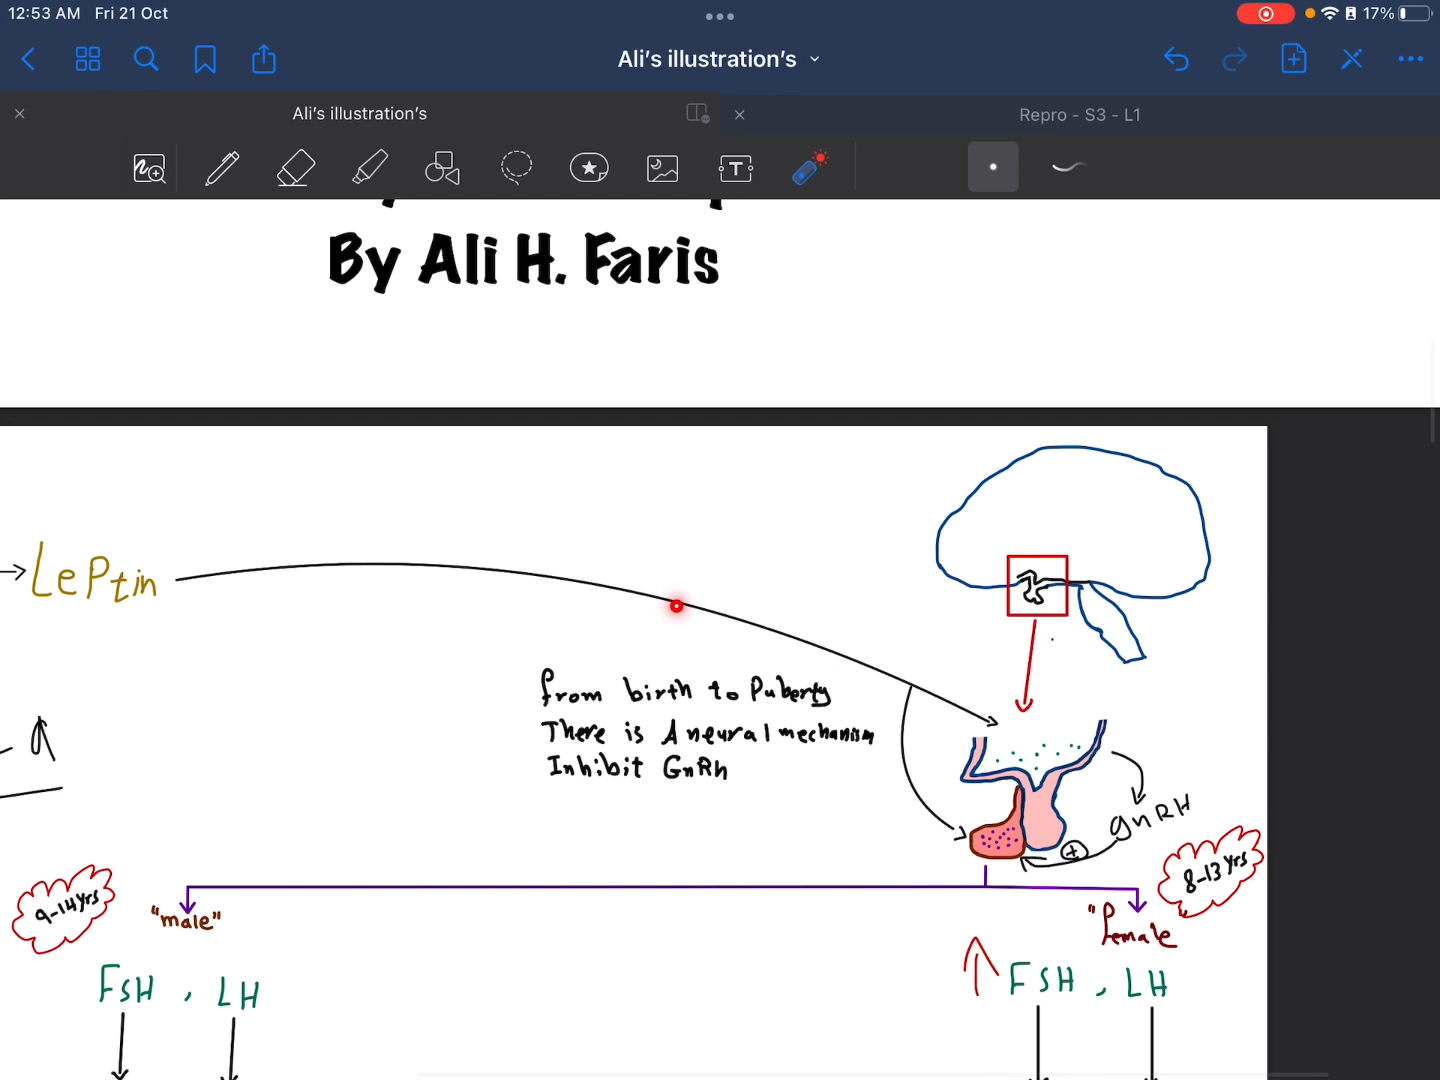 12:53 AM Fri 21 Oct
17%
Ali's illustration's
Ali's illustration's
Repro - S3 - L1
T
By Ali H. Faris
LePtin
from birth to Puberty
There is A neural mechanism
Inhibit GnRh
gnRH
+
8-13 yrs
9-14yrs
"male"
"female
FSH , LH
FSH , LH